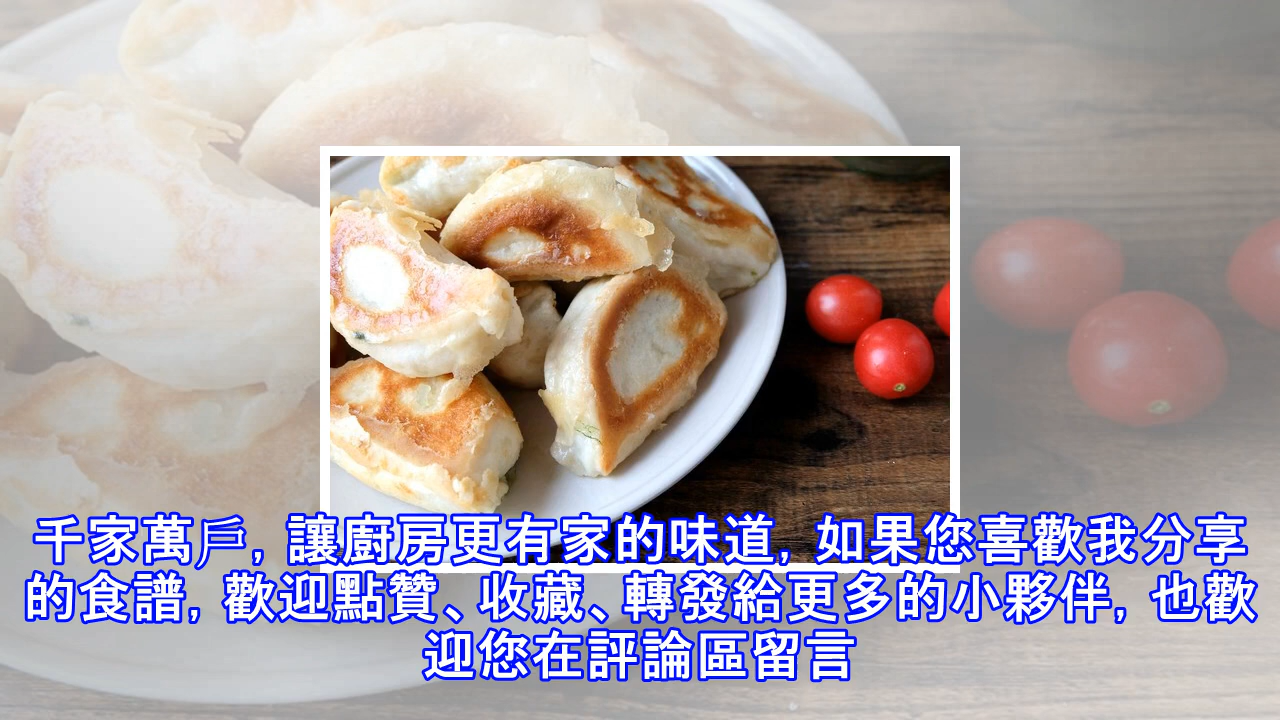 千家萬戶, 讓廚房更有家的味道, 如果您喜歡我分享
的食譜, 歡迎點贊、收藏、轉發給更多的小夥伴, 也歡
迎您在評論區留言